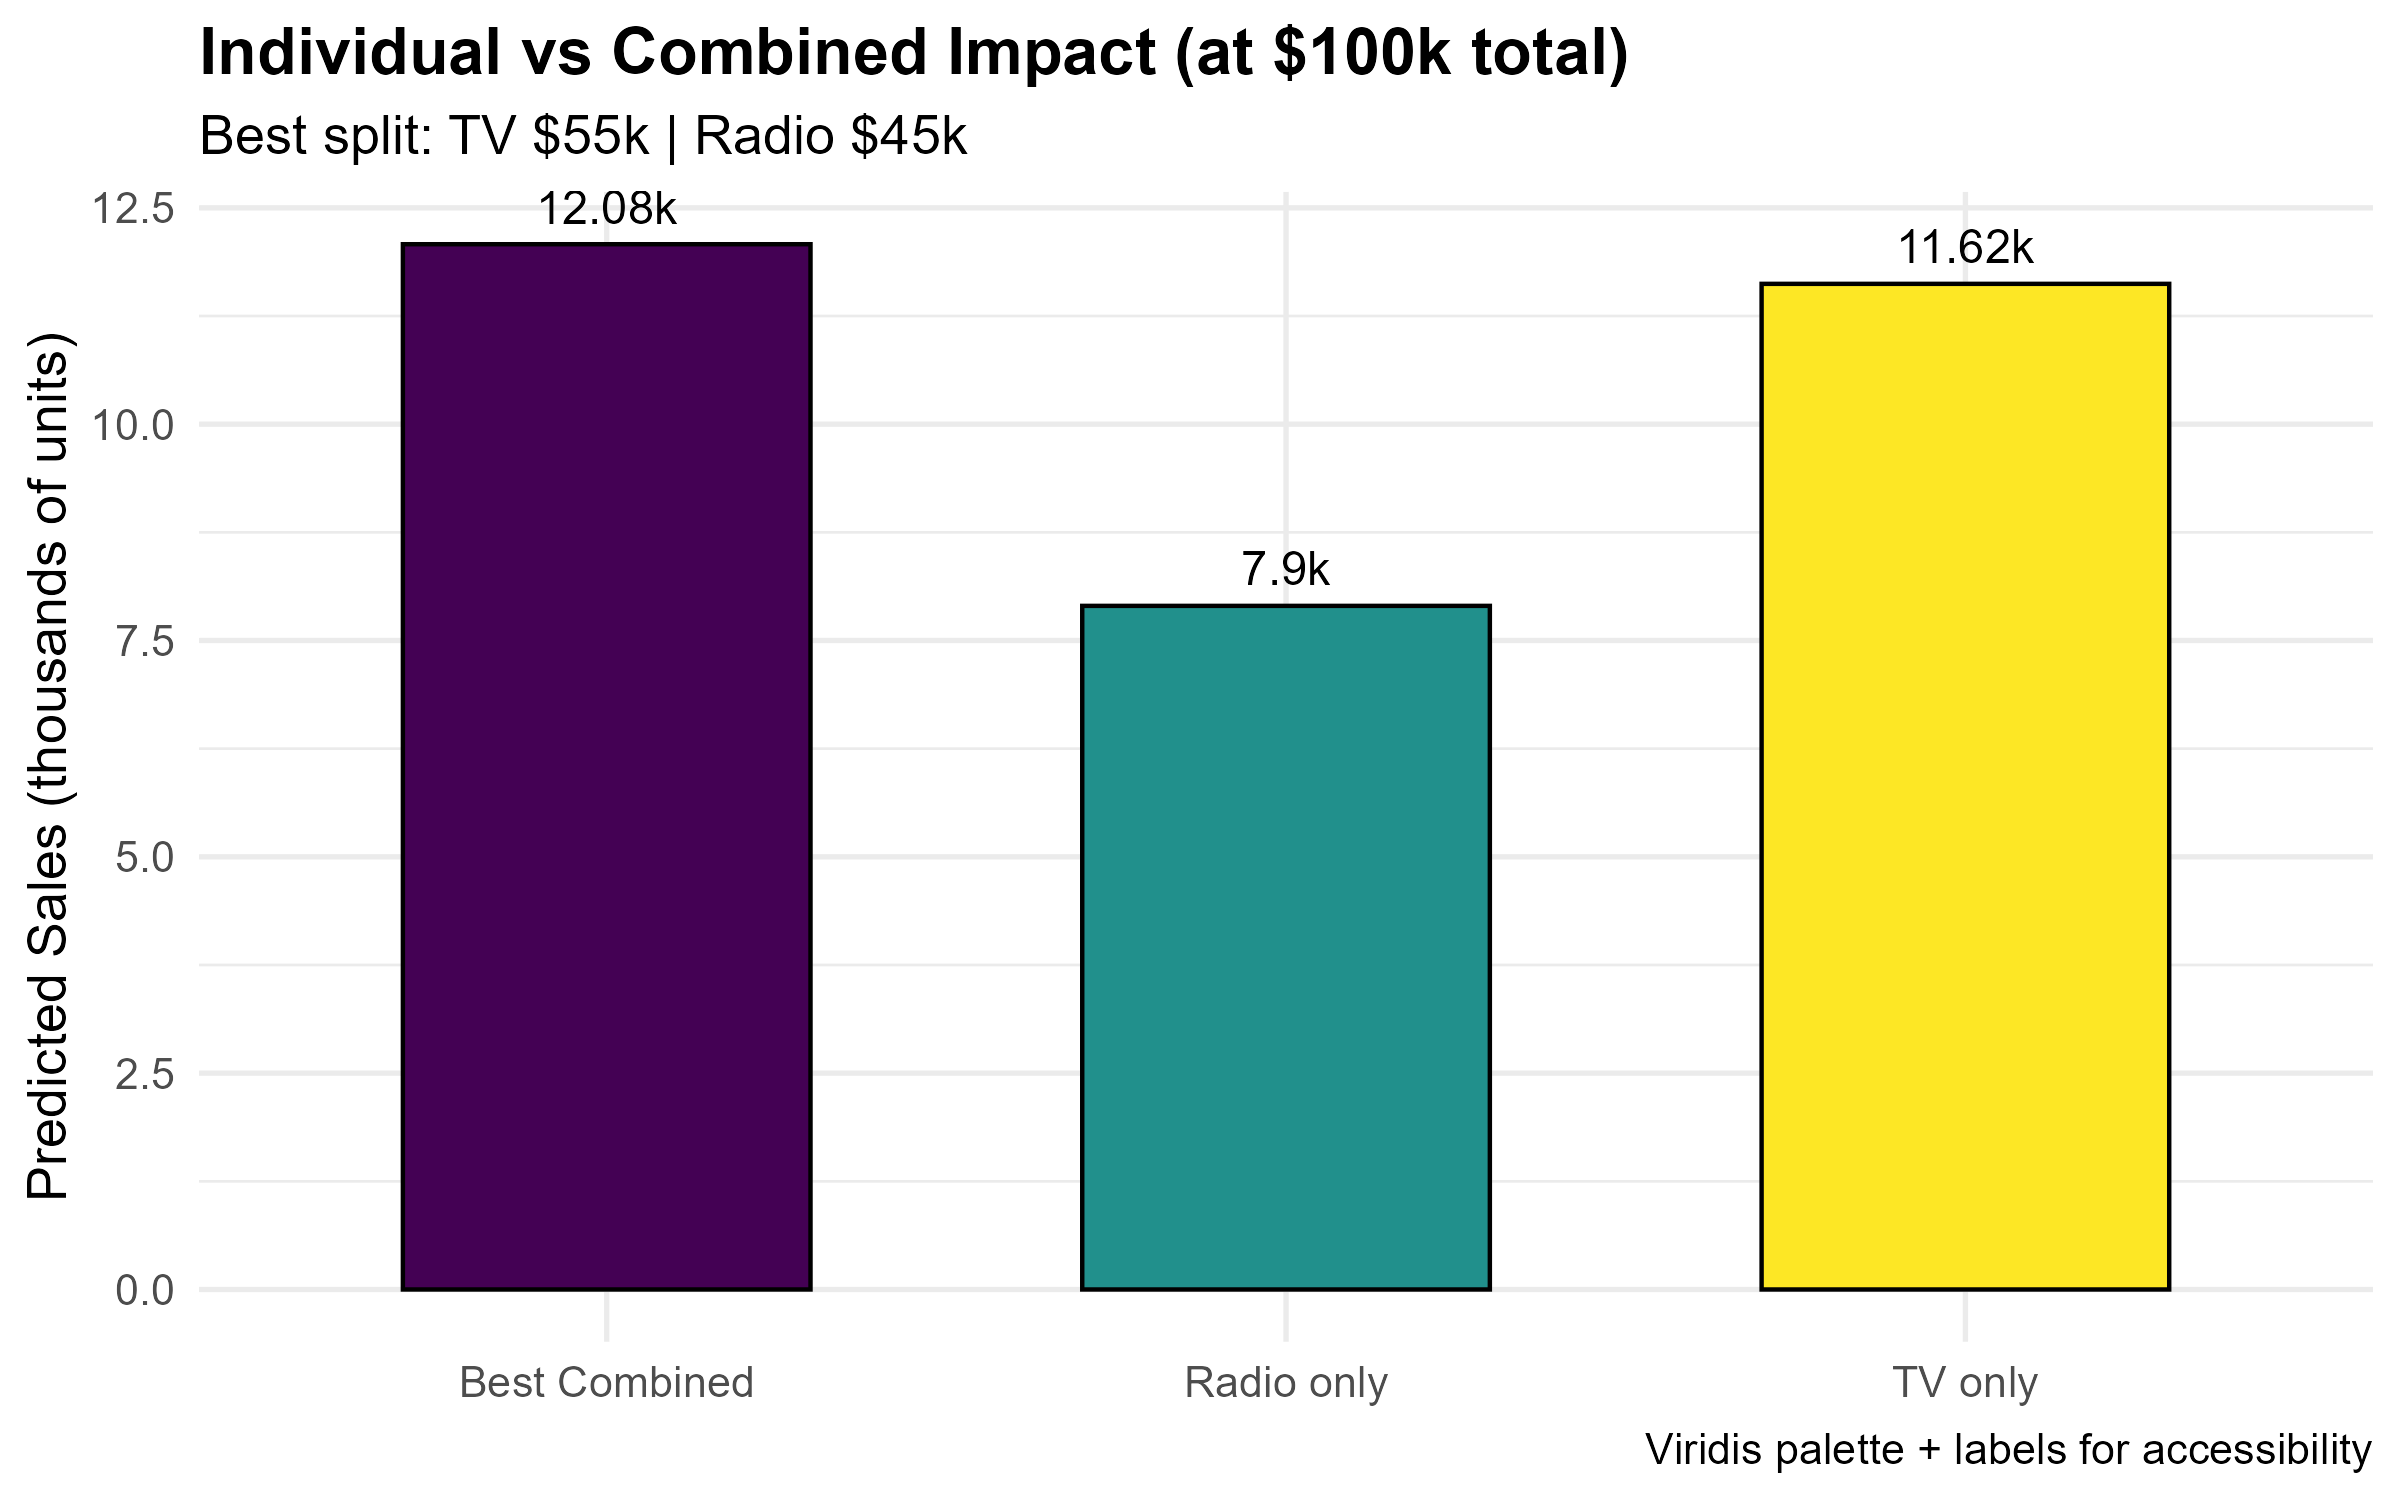 Individual vs Combined Impact (at $100k total)
Best split: TV $55k | Radio $45k
Predicted Sales (thousands of units)
12.5
10.0
7.5
5.0
2.5
0.0
12.08k
7.9k
11.62k
Best Combined
Radio only
TV only
Viridis palette + labels for accessibility